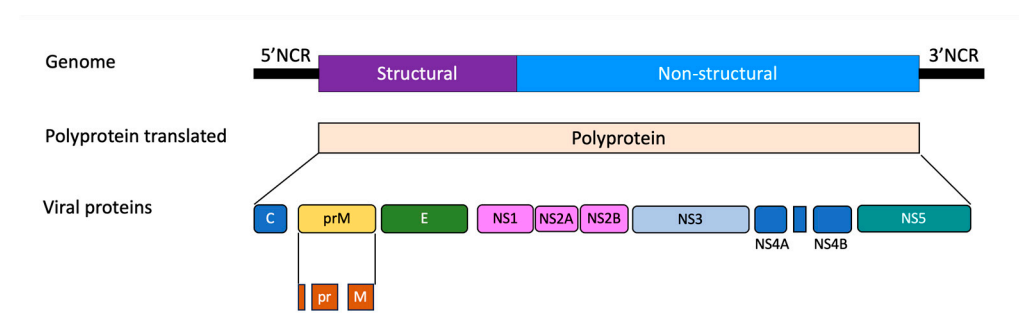 Genome
5’NCR
Structural
Non-structural
3’NCR
Polyprotein translated
Polyprotein
Viral proteins
C
prM
E
NS1
NS2A
NS2B
NS3
NS4A
NS4B
NS5
pr
M